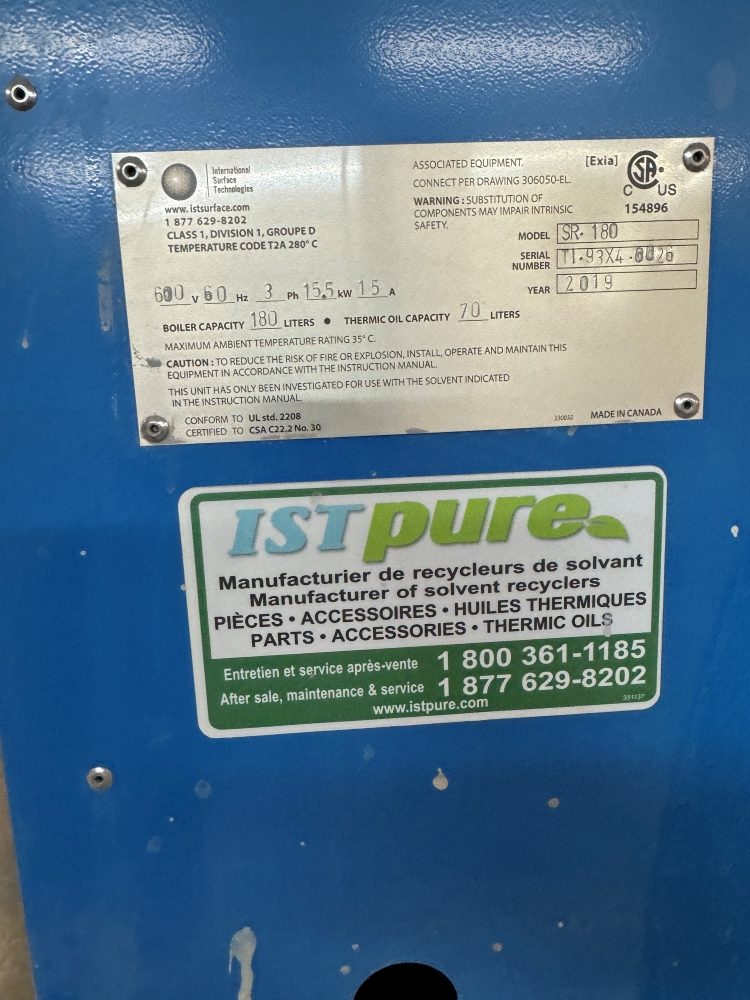 International
Surface
Technologies
www.istsurface.com
1 877 629-8202
CLASS 1, DIVISION 1, GROUPE D
TEMPERATURE CODE T2A 280° C
ASSOCIATED EQUIPMENT. [Exia]
CONNECT PER DRAWING 306050-EL.
WARNING : SUBSTITUTION OF
COMPONENTS MAY IMPAIR INTRINSIC
SAFETY.
CSA
C US
154896
MODEL SR-180
SERIAL
NUMBER TI-93X4-8026
YEAR 2019
600 V 60 Hz 3 Ph 15.5 kW 15 A
BOILER CAPACITY 180 LITERS • THERMIC OIL CAPACITY 70 LITERS
MAXIMUM AMBIENT TEMPERATURE RATING 35° C.
CAUTION : TO REDUCE THE RISK OF FIRE OR EXPLOSION, INSTALL, OPERATE AND MAINTAIN THIS
EQUIPMENT IN ACCORDANCE WITH THE INSTRUCTION MANUAL.
THIS UNIT HAS ONLY BEEN INVESTIGATED FOR USE WITH THE SOLVENT INDICATED
IN THE INSTRUCTION MANUAL.
CONFORM TO UL std. 2208
CERTIFIED TO CSA C22.2 No. 30
330050 MADE IN CANADA
ISTpure
Manufacturier de recycleurs de solvant
Manufacturer of solvent recyclers
PIÈCES • ACCESSOIRES • HUILES THERMIQUES
PARTS • ACCESSORIES • THERMIC OILS
Entretien et service après-vente 1 800 361-1185
After sale, maintenance & service 1 877 629-8202
www.istpure.com